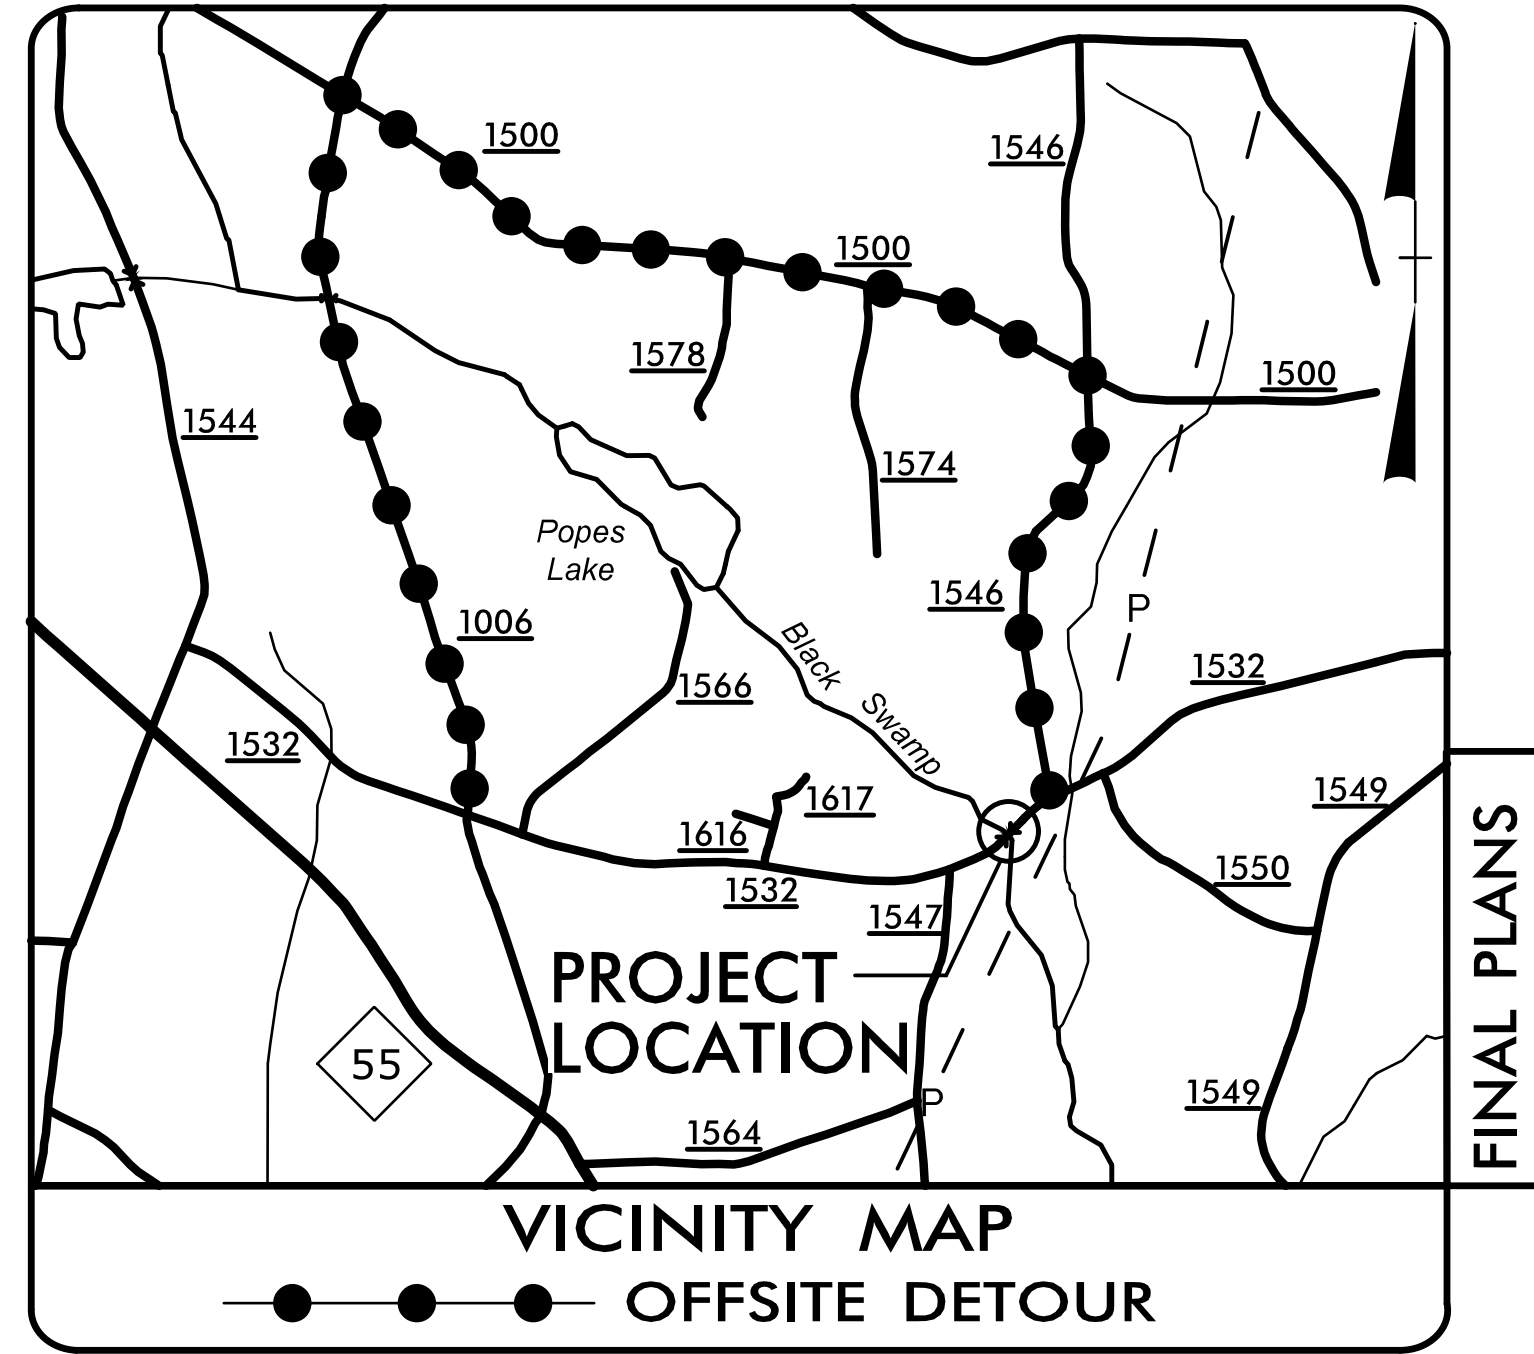 1500
1546
1500
1578
1500
1544
1574
Popes
Lake
1546
P
1006
Black
Swamp
1566
1532
1532
1617
1549
1616
1532
1550
1547
PROJECT
LOCATION
55
P
1564
1549
FINAL PLANS
VICINITY MAP
OFFSITE DETOUR